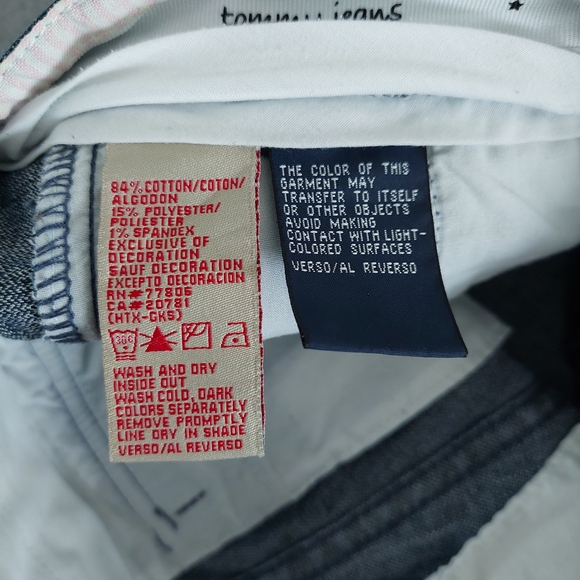 tommy jeans
84% COTTON/COTON/
ALGODON
15% POLYESTER/
POLIESTER
1% SPANDEX
EXCLUSIVE OF
DECORATION
SAUF DECORATION
EXCEPTO DECORACION
RN# 77806
CA# 20781
(HTX-GKS)
30C
WASH AND DRY
INSIDE OUT
WASH COLD, DARK
COLORS SEPARATELY
REMOVE PROMPTLY
LINE DRY IN SHADE
VERSO/AL REVERSO
THE COLOR OF THIS
GARMENT MAY
TRANSFER TO ITSELF
OR OTHER OBJECTS
AVOID MAKING
CONTACT WITH LIGHT-
COLORED SURFACES
VERSO/AL REVERSO